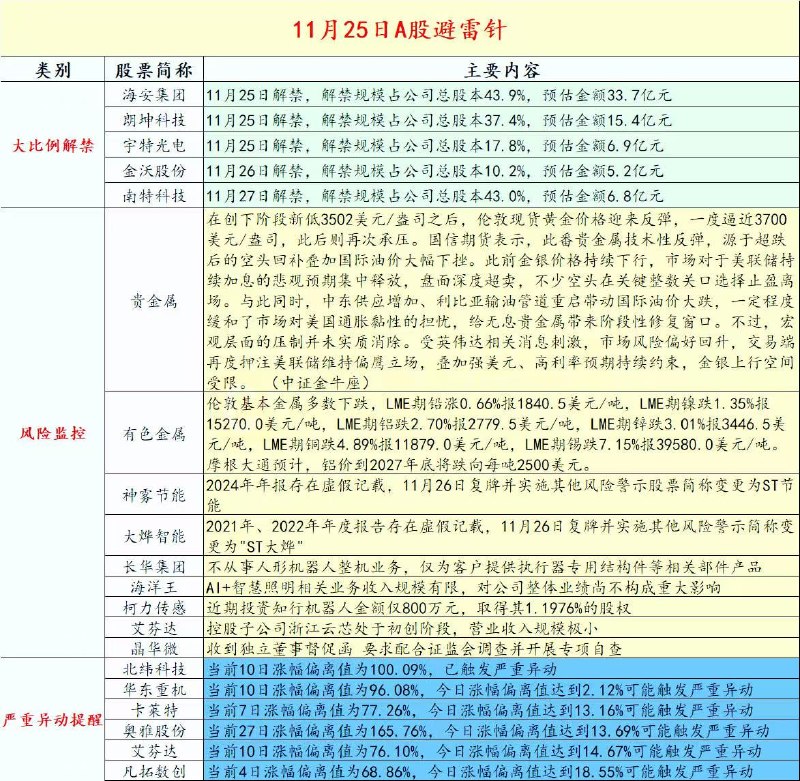 11月25日A股避雷针
类别 股票简称 主要内容
大比例解禁
海安集团 11月25日解禁，解禁规模占公司总股本43.9%，预估金额33.7亿元
朗坤科技 11月25日解禁，解禁规模占公司总股本37.4%，预估金额15.4亿元
宇特光电 11月25日解禁，解禁规模占公司总股本17.8%，预估金额6.9亿元
金沃股份 11月26日解禁，解禁规模占公司总股本10.2%，预估金额5.2亿元
南特科技 11月27日解禁，解禁规模占公司总股本43.0%，预估金额6.8亿元
风险监控
贵金属
在创下阶段新低3502美元/盎司之后，伦敦现货黄金价格迎来反弹，一度逼近3700
美元/盎司，此后则再次承压。国信期货表示，此番贵金属技术性反弹，源于超跌
后的空头回补叠加国际油价大幅下挫。此前金银价格持续下行，市场对于美联储持
续加息的悲观预期集中释放，盘面深度超卖，不少空头在关键整数关口选择止盈离
场。与此同时，中东供应增加、利比亚输油管道重启带动国际油价大跌，一定程度
缓和了市场对美国通胀黏性的担忧，给无息贵金属带来阶段性修复窗口。不过，宏
观层面的压制并未实质消除。受英伟达相关消息刺激，市场风险偏好回升，交易端
再度押注美联储维持偏鹰立场，叠加强美元、高利率预期持续约束，金银上行空间
受限。（中证金牛座）
有色金属
伦敦基本金属多数下跌，LME期铅涨0.66%报1840.5美元/吨，LME期镍跌1.35%报
15270.0美元/吨，LME期铝跌2.70%报2779.5美元/吨，LME期锌跌3.01%报3446.5美
元/吨，LME期铜跌4.89%报11879.0美元/吨，LME期锡跌7.15%报39580.0美元/吨。
摩根大通预计，铝价到2027年底将跌向每吨2500美元。
神雾节能
2024年年报存在虚假记载，11月26日复牌并实施其他风险警示股票简称变更为ST节
能
大烨智能
2021年、2022年年度报告存在虚假记载，11月26日复牌并实施其他风险警示简称变
更为"ST大烨"
长华集团 不从事人形机器人整机业务，仅为客户提供执行器专用结构件等相关部件产品
海洋王 AI+智慧照明相关业务收入规模有限，对公司整体业绩尚不构成重大影响
柯力传感 近期投资知行机器人金额仅800万元，取得其1.1976%的股权
艾芬达 控股子公司浙江云芯处于初创阶段，营业收入规模极小
晶华微 收到独立董事督促函 要求配合证监会调查并开展专项自查
严重异动提醒
北纬科技 当前10日涨幅偏离值为100.09%，已触发严重异动
华东重机 当前10日涨幅偏离值为96.08%，今日涨幅偏离值达到2.12%可能触发严重异动
卡莱特 当前7日涨幅偏离值为77.26%，今日涨幅偏离值达到13.16%可能触发严重异动
奥雅股份 当前27日涨幅偏离值为165.76%，今日涨幅偏离值达到13.69%可能触发严重异动
艾芬达 当前10日涨幅偏离值为76.10%，今日涨幅偏离值达到14.67%可能触发严重异动
凡拓数创 当前4日涨幅偏离值为68.86%，今日涨幅偏离值达到18.55%可能触发严重异动